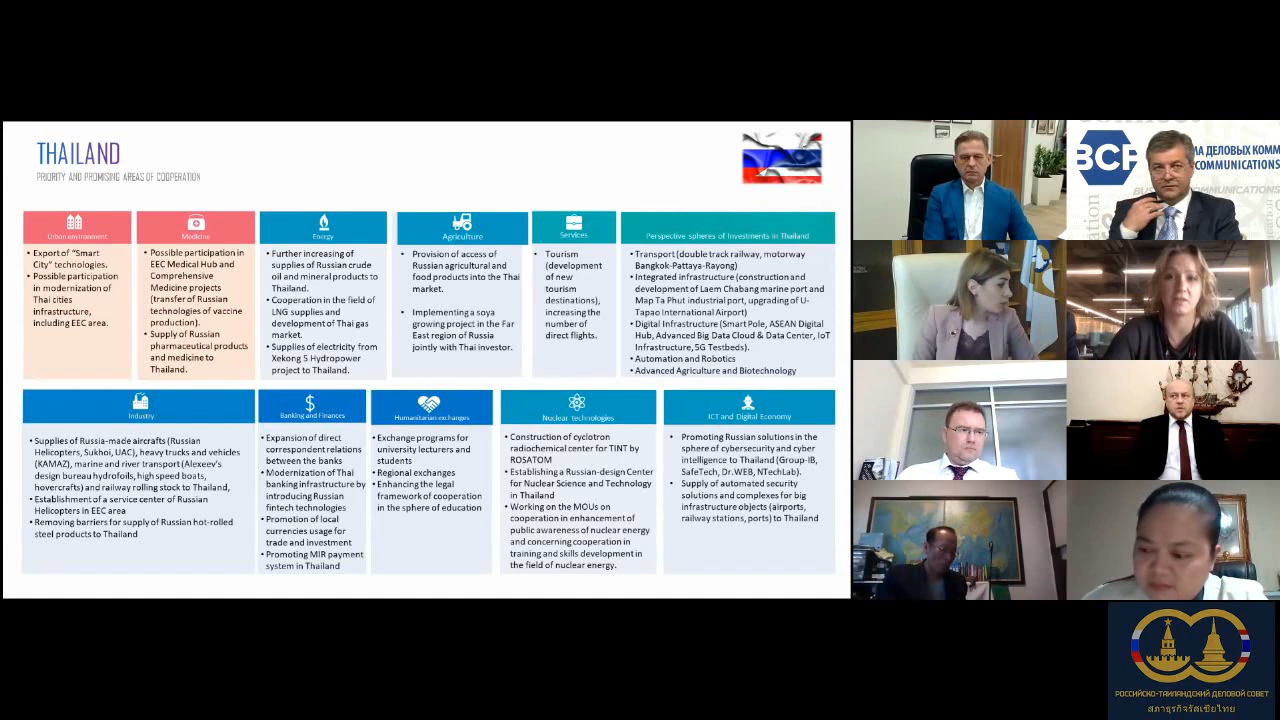 THAILAND
PRIORITY AND PROMISING AREAS OF COOPERATION
Urban environment
• Export of "Smart
City" technologies.
• Possible participation
in modernization of
Thai cities
infrastructure,
including EEC area.
Medicine
• Possible participation in
EEC Medical Hub and
Comprehensive
Medicine projects
(transfer of Russian
technologies of vaccine
production).
• Supply of Russian
pharmaceutical products
and medicine to
Thailand.
Energy
• Further increasing of
supplies of Russian crude
oil and mineral products to
Thailand.
• Cooperation in the field of
LNG supplies and
development of Thai gas
market.
• Supplies of electricity from
Xekong 5 Hydropower
project to Thailand.
Agriculture
• Provision of access of
Russian agricultural and
food products into the Thai
market.
• Implementing a soya
growing project in the Far
East region of Russia
jointly with Thai investor.
Services
• Tourism
(development
of new
tourism
destinations),
increasing the
number of
direct flights.
Perspective spheres of Investments in Thailand
• Transport (double track railway, motorway
Bangkok-Pattaya-Rayong)
• Integrated infrastructure (construction and
development of Laem Chabang marine port and
Map Ta Phut industrial port, upgrading of U-
Tapao International Airport)
• Digital Infrastructure (Smart Pole, ASEAN Digital
Hub, Advanced Big Data Cloud & Data Center, IoT
Infrastructure, 5G Testbeds).
• Automation and Robotics
• Advanced Agriculture and Biotechnology
Industry
• Supplies of Russia-made aircrafts (Russian
Helicopters, Sukhoi, UAC), heavy trucks and vehicles
(KAMAZ), marine and river transport (Alexeev's
design bureau hydrofoils, high speed boats,
hovercrafts) and railway rolling stock to Thailand,
• Establishment of a service center of Russian
Helicopters in EEC area
• Removing barriers for supply of Russian hot-rolled
steel products to Thailand
Banking and Finances
• Expansion of direct
correspondent relations
between the banks
• Modernization of Thai
banking infrastructure by
introducing Russian
fintech technologies
• Promotion of local
currencies usage for
trade and investment
• Promoting MIR payment
system in Thailand
Humanitarian exchanges
• Exchange programs for
university lecturers and
students
• Regional exchanges
• Enhancing the legal
framework of cooperation
in the sphere of education
Nuclear technologies
• Construction of cyclotron
radiochemical center for TINT by
ROSATOM
• Establishing a Russian-design Center
for Nuclear Science and Technology
in Thailand
• Working on the MOUs on
cooperation in enhancement of
public awareness of nuclear energy
and concerning cooperation in
training and skills development in
the field of nuclear energy.
ICT and Digital Economy
• Promoting Russian solutions in the
sphere of cybersecurity and cyber
intelligence to Thailand (Group-IB,
SafeTech, Dr.WEB, NTechLab).
• Supply of automated security
solutions and complexes for big
infrastructure objects (airports,
railway stations, ports) to Thailand
ВСР
МА ДЕЛОВЫХ КОММ
COMMUNICATIONS
РОССИЙСКО-ТАИЛАНДСКИЙ ДЕЛОВОЙ СОВЕТ
สภาธุรกิจรัสเซียไทย